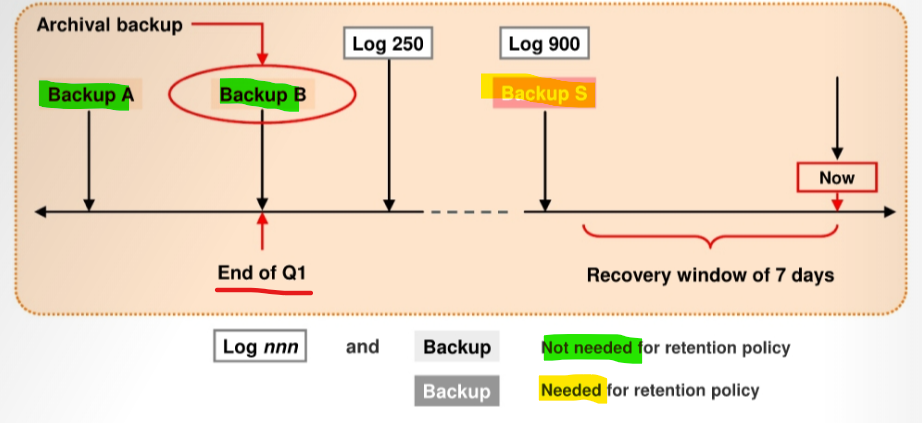 Archival backup
Log 250
Log 900
Backup A
Backup B
Backup S
Now
End of Q1
Recovery window of 7 days
Log nnn and Backup Not needed for retention policy
Backup Needed for retention policy